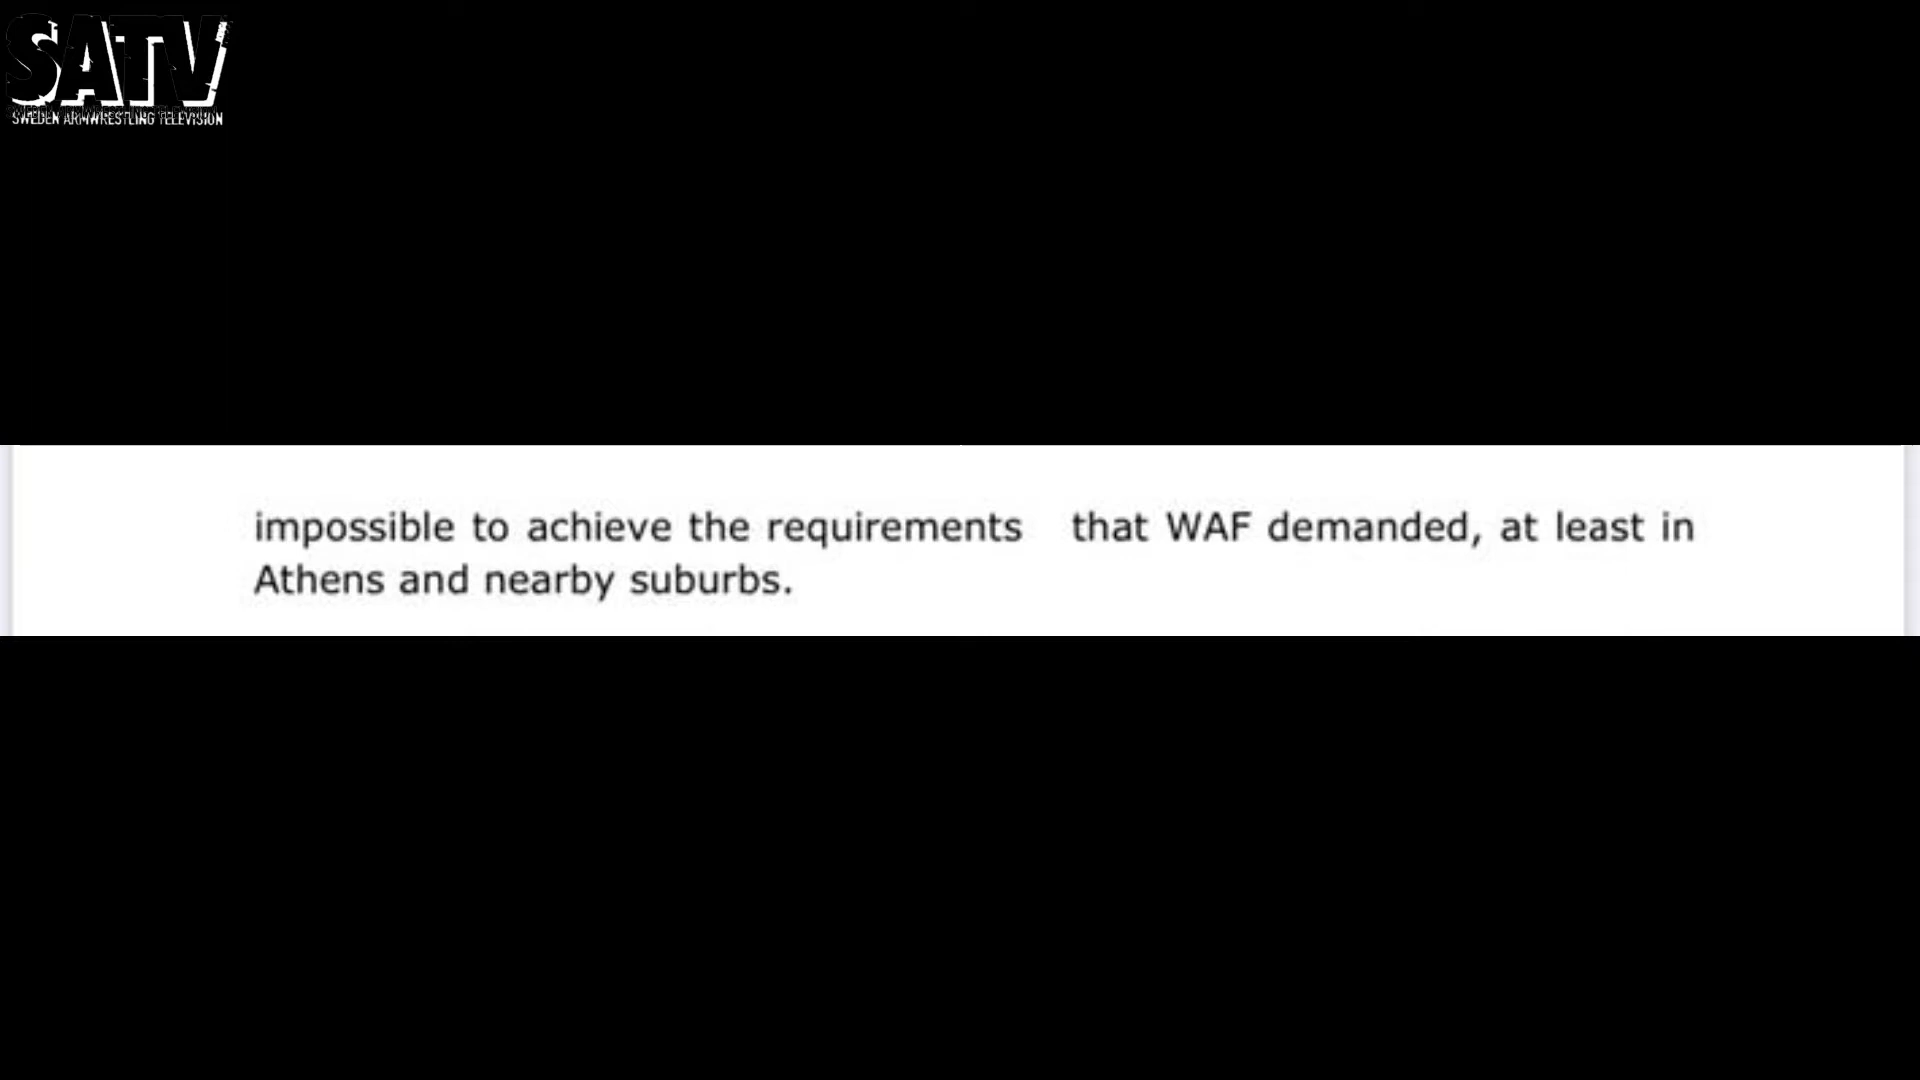 SATV
SWEDEN ARMWRESTLING TELEVISION
impossible to achieve the requirements that WAF demanded, at least in
Athens and nearby suburbs.